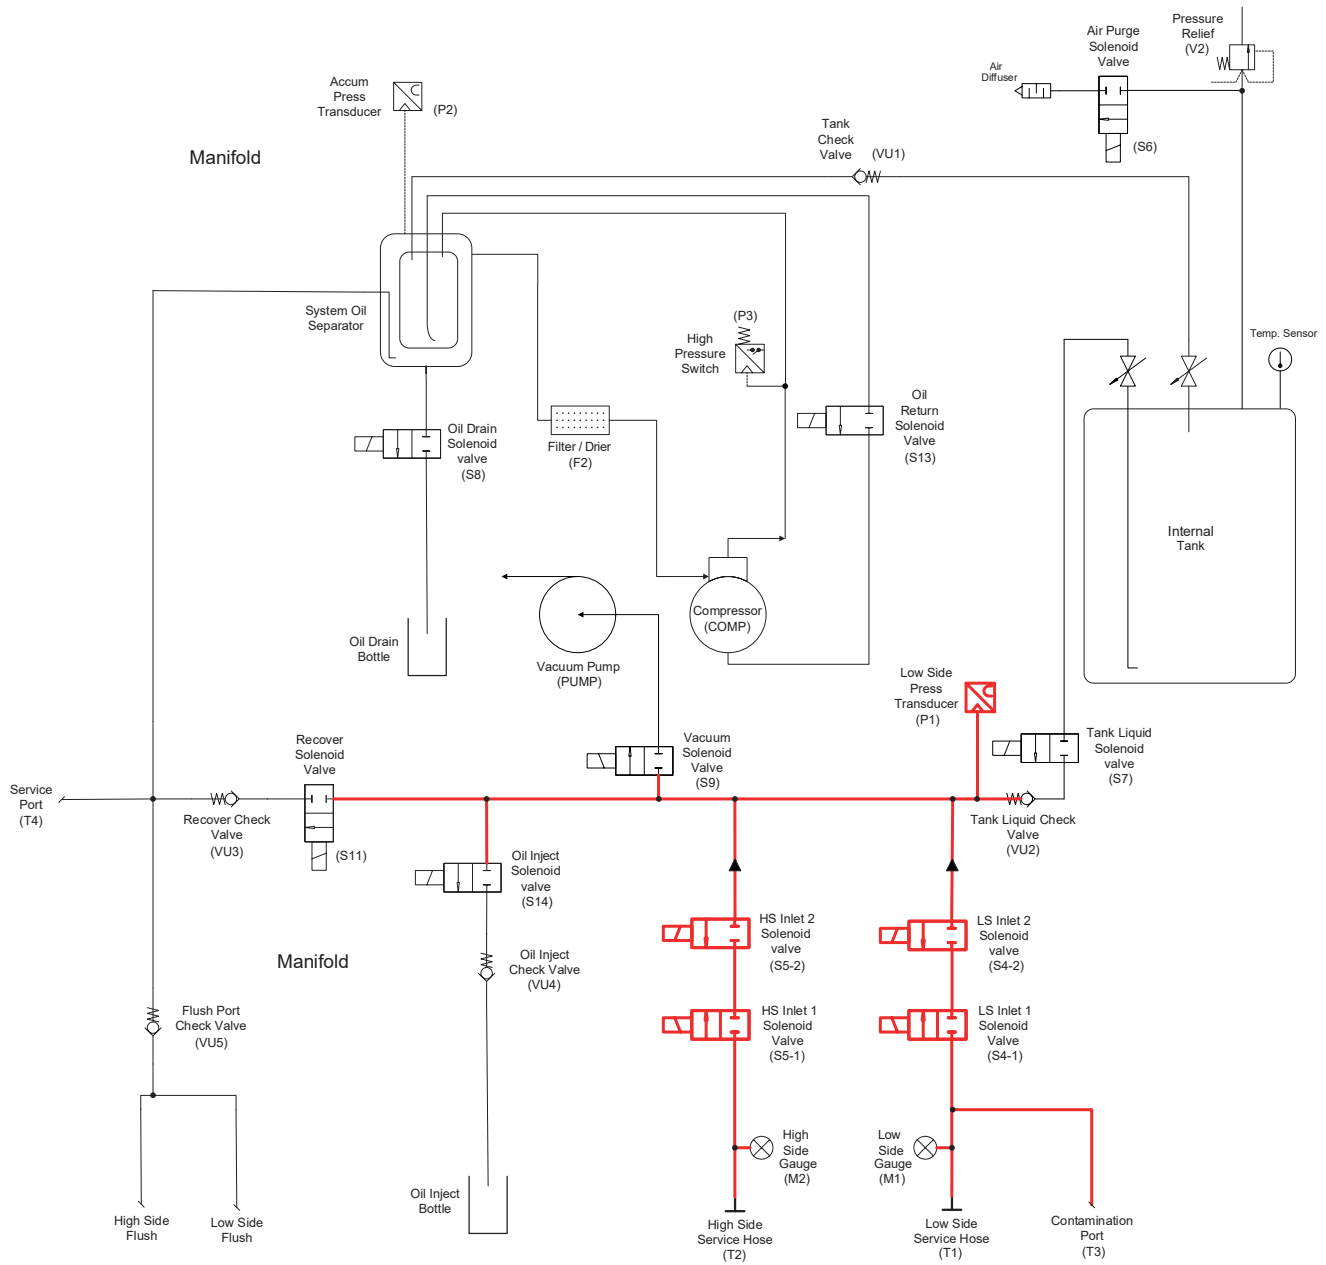 Pressure
Relief
(V2)
Air Purge
Solenoid
Valve
Air
Diffuser
(S6)
Accum
Press
Transducer
(P2)
Manifold
Tank
Check
Valve
(VU1)
System Oil
Separator
(P3)
High
Pressure
Switch
Temp. Sensor
Oil
Return
Solenoid
Valve
(S13)
Oil Drain
Solenoid
valve
(S8)
Filter / Drier
(F2)
Internal
Tank
Compressor
(COMP)
Oil Drain
Bottle
Vacuum Pump
(PUMP)
Low Side
Press
Transducer
(P1)
Recover
Solenoid
Valve
Vacuum
Solenoid
Valve
(S9)
Tank Liquid
Solenoid
valve
(S7)
Service
Port
(T4)
Recover Check
Valve
(VU3)
(S11)
Tank Liquid Check
Valve
(VU2)
Oil Inject
Solenoid
valve
(S14)
HS Inlet 2
Solenoid
valve
(S5-2)
LS Inlet 2
Solenoid
valve
(S4-2)
Manifold
Oil Inject
Check Valve
(VU4)
Flush Port
Check Valve
(VU5)
HS Inlet 1
Solenoid
Valve
(S5-1)
LS Inlet 1
Solenoid
Valve
(S4-1)
High
Side
Gauge
(M2)
Low
Side
Gauge
(M1)
Oil Inject
Bottle
High Side
Flush
Low Side
Flush
High Side
Service Hose
(T2)
Low Side
Service Hose
(T1)
Contamination
Port
(T3)